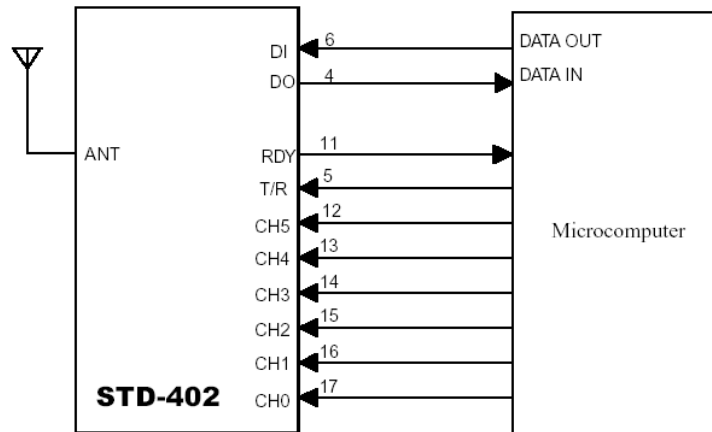 DI 6 DATA OUT
DO 4 DATA IN
ANT RDY 11
T/R 5
CH5 12
Microcomputer
CH4 13
CH3 14
CH2 15
CH1 16
STD-402 CH0 17